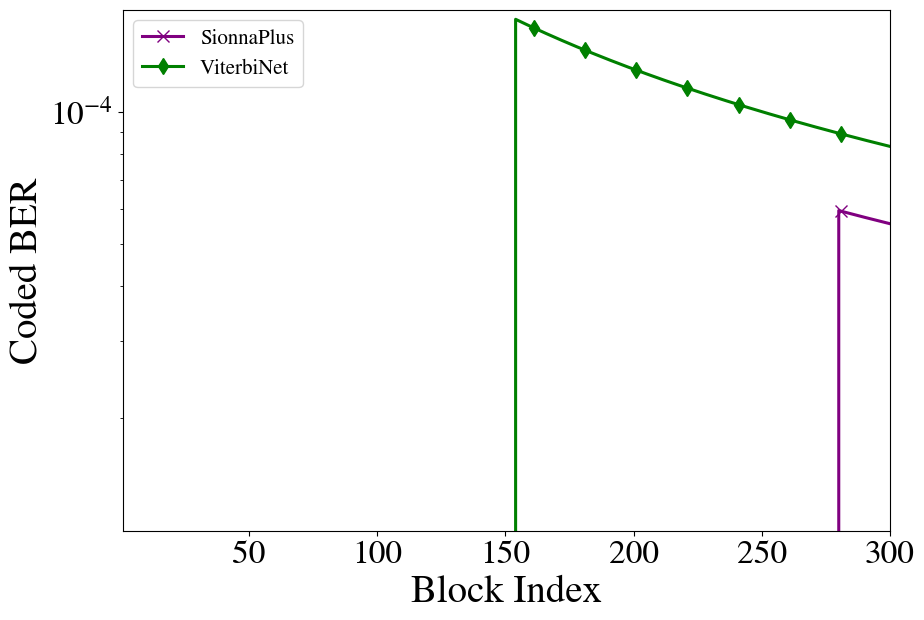 SionnaPlus
ViterbiNet
10⁻⁴
Coded BER
50 100 150 200 250 300
Block Index